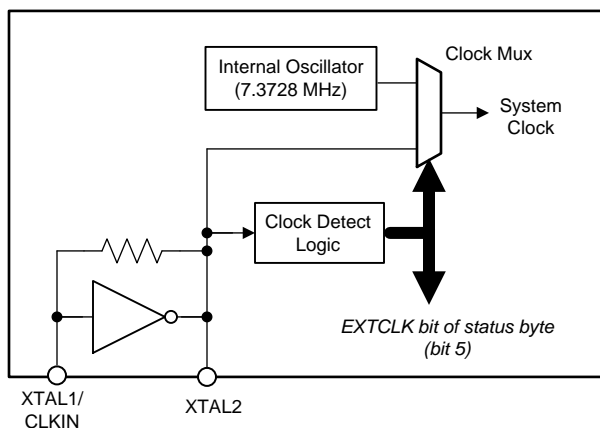 Internal Oscillator
(7.3728 MHz)
Clock Mux
System
Clock
Clock Detect
Logic
EXTCLK bit of status byte
(bit 5)
XTAL1/
CLKIN
XTAL2